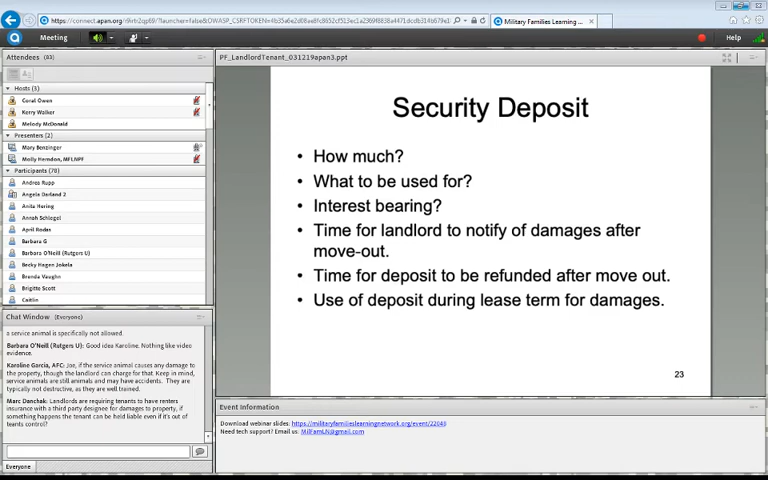 Military Families Learning ...
Meeting
Help
Attendees (83)
Hosts (3)
Coral Owen
Kerry Walker
Melody McDonald
Presenters (2)
Mary Benzinger
Molly Herndon, MFLNPF
Participants (78)
Andrea Rupp
Angela Dorland 2
Anita Hering
Annah Schlegel
April Rodas
Barbara G
Barbara O'Neill (Rutgers U)
Becky Hagen Jokela
Brenda Vaughn
Brigitte Scott
Caitlin
Chat Window (Everyone)
a service animal is specifically not allowed
Barbara O'Neill (Rutgers U): Good idea Karoline. Nothing like video
evidence.
Karoline Garcia, AFC: Joe, if the service animal causes any damage to
the property, though the landlord can charge for that. Keep in mind,
service animals are still animals and may have accidents. They are
typically not destructive, as they are well trained.
Marc Danchak: Landlords are requiring tenants to have renters
insurance with a third party designee for damages to property, if
something happens the tenant can be held liable even if it's out of
teants control?
Everyone
PF_LandlordTenant_031219apan3.ppt
Security Deposit
• How much?
• What to be used for?
• Interest bearing?
• Time for landlord to notify of damages after
move-out.
• Time for deposit to be refunded after move out.
• Use of deposit during lease term for damages.
23
Event Information
Download webinar slides: https://militaryfamilieslearningnetwork.org/event/22043
Need tech support? Email us: MilFamLN@gmail.com